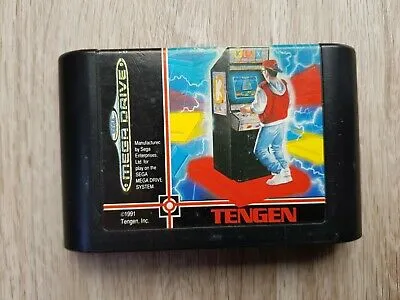 SEGA
MEGA DRIVE
Manufactured
by Sega
Enterprises,
Ltd for
play on the
SEGA
MEGA DRIVE
SYSTEM.
©1991
Tengen, Inc.
TENGEN